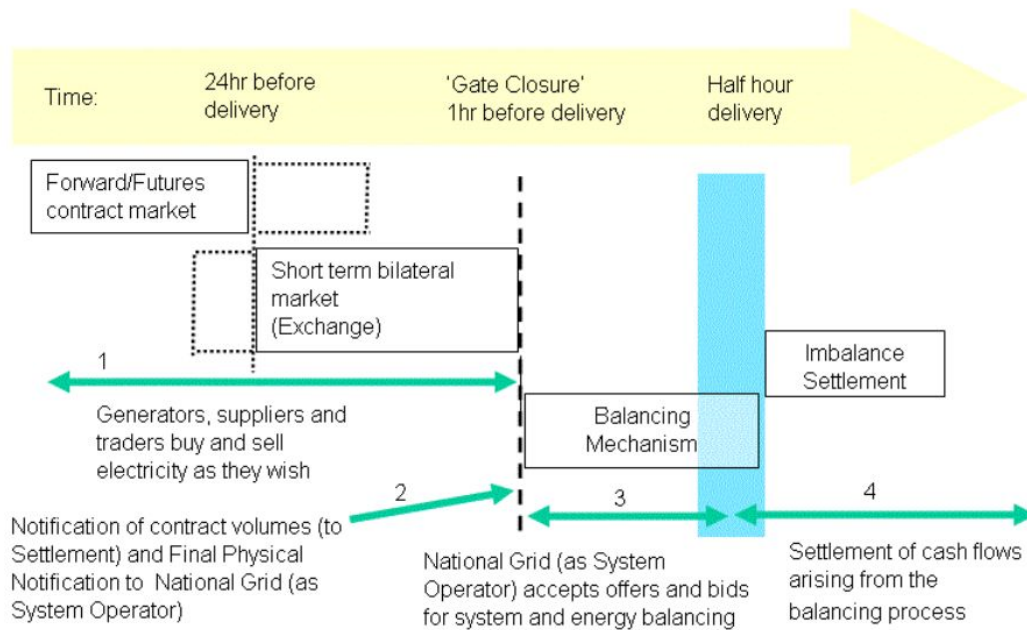 Time:
24hr before
delivery
'Gate Closure'
1hr before delivery
Half hour
delivery
Forward/Futures
contract market
Short term bilateral
market
(Exchange)
Imbalance
Settlement
1
Generators, suppliers and
traders buy and sell
electricity as they wish
Balancing
Mechanism
2
3
4
Notification of contract volumes (to
Settlement) and Final Physical
Notification to National Grid (as
System Operator)
National Grid (as System
Operator) accepts offers and bids
for system and energy balancing
Settlement of cash flows
arising from the
balancing process